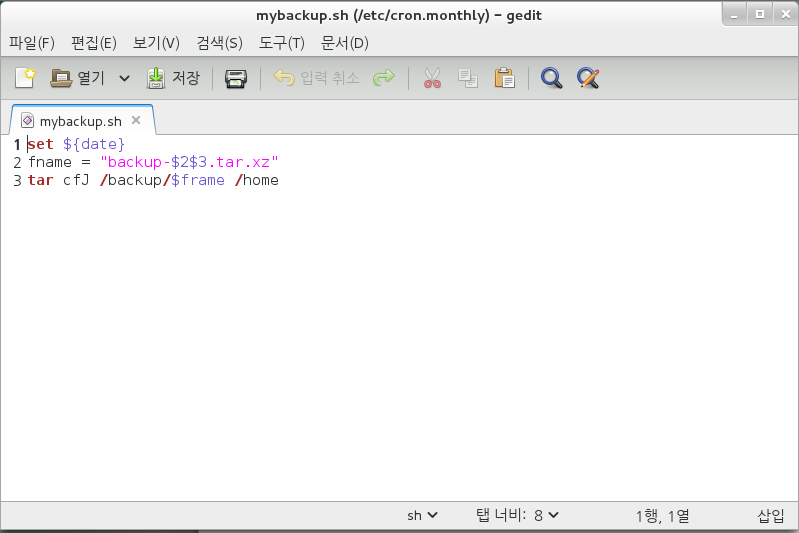 mybackup.sh (/etc/cron.monthly) - gedit
파일(F) 편집(E) 보기(V) 검색(S) 도구(T) 문서(D)
열기 저장 입력 취소
mybackup.sh
1 set ${date}
2 fname = "backup-$2$3.tar.xz"
3 tar cfJ /backup/$frame /home
sh 탭 너비: 8 1행, 1열 삽입